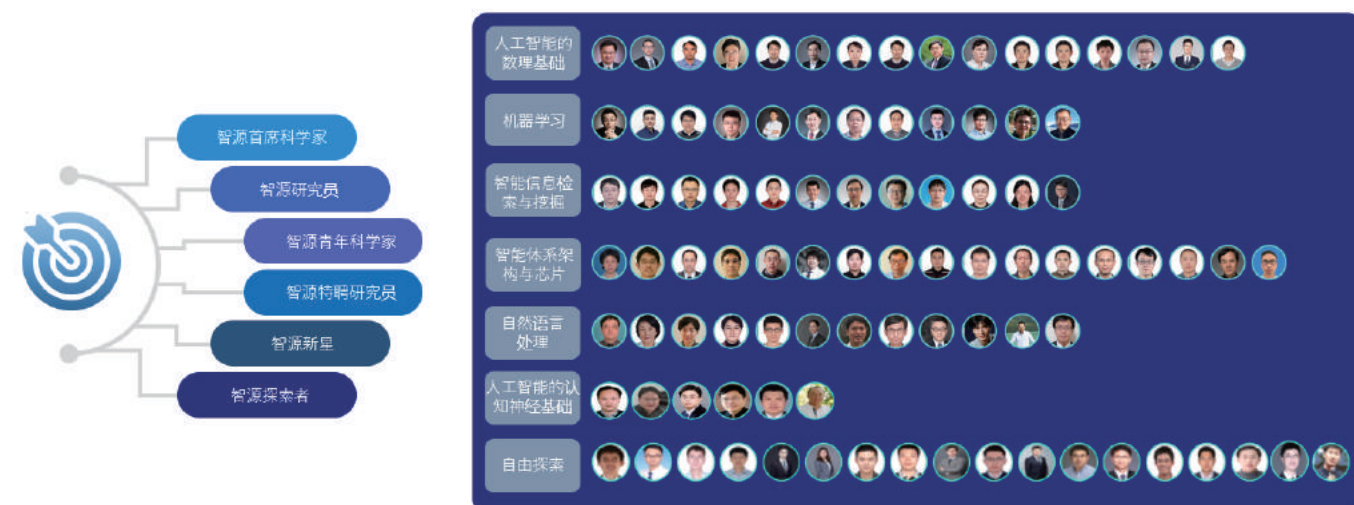 智源首席科学家
智源研究员
智源青年科学家
智源特聘研究员
智源新星
智源探索者
人工智能的
数理基础
机器学习
智能信息检
索与挖掘
智能体系架
构与芯片
自然语言
处理
人工智能的认
知神经基础
自由探索